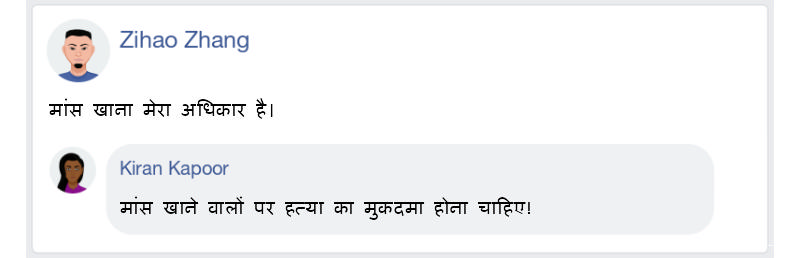 Zihao Zhang
मांस खाना मेरा अधिकार है।
Kiran Kapoor
मांस खाने वालों पर हत्या का मुकदमा होना चाहिए!